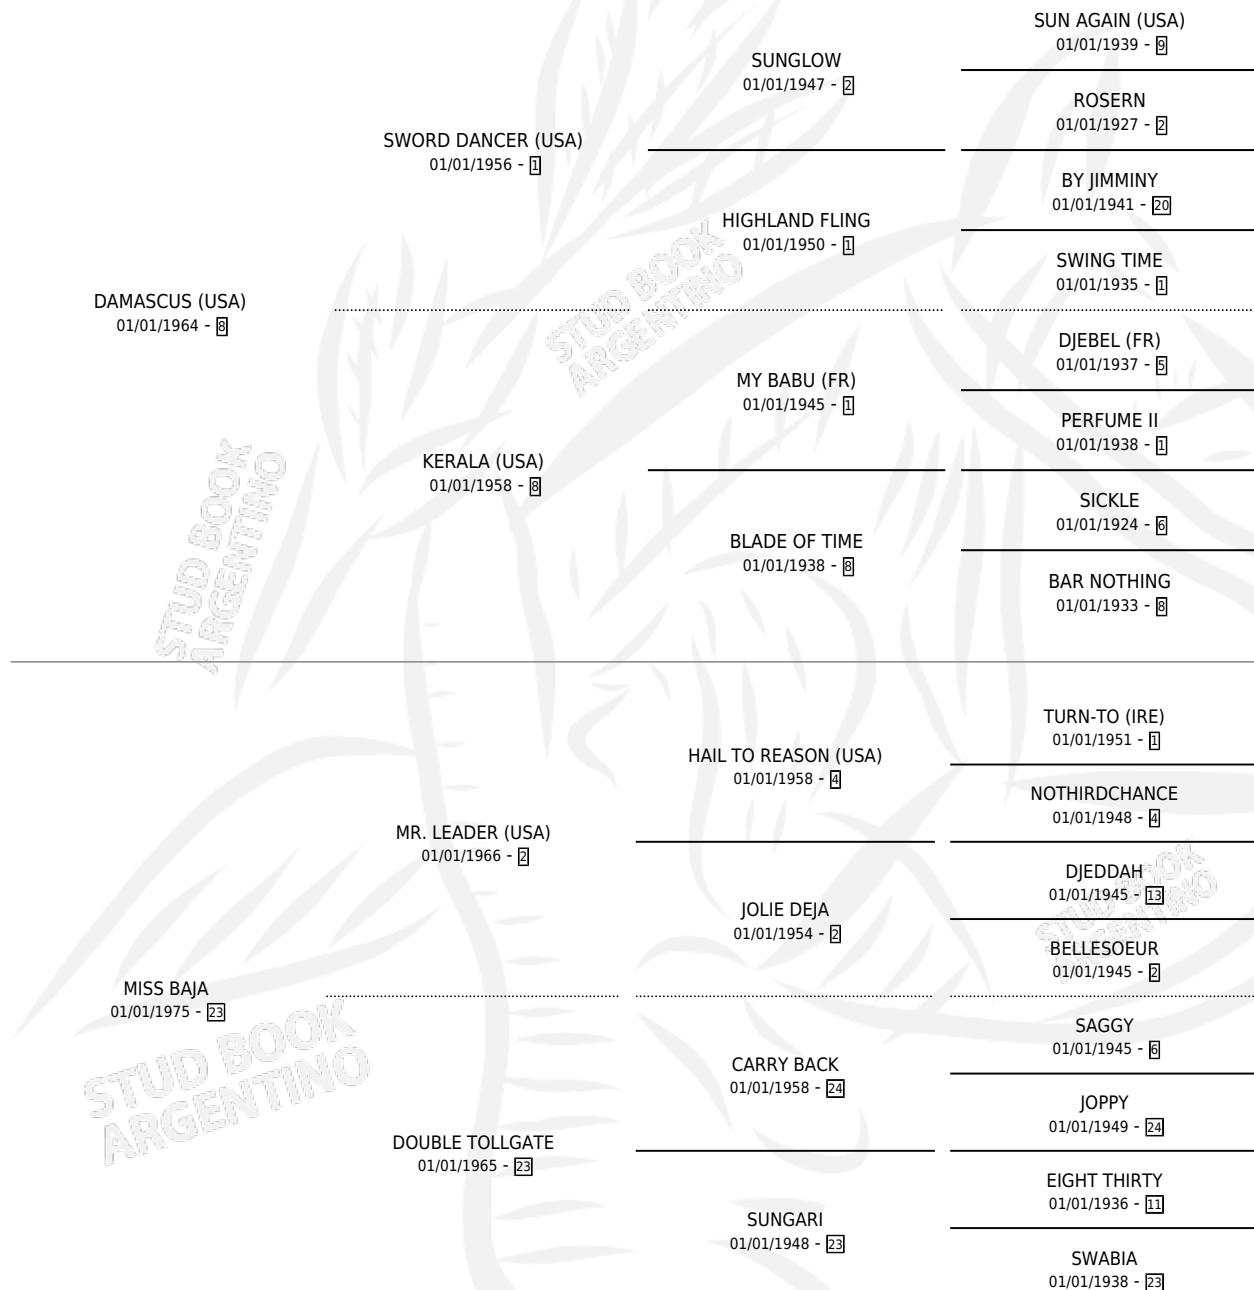 SUN AGAIN (USA)
01/01/1939 - 9
SUNGLOW
01/01/1947 - 2
ROSERN
01/01/1927 - 2
SWORD DANCER (USA)
01/01/1956 - 1
BY JIMMINY
01/01/1941 - 20
HIGHLAND FLING
01/01/1950 - 1
SWING TIME
01/01/1935 - 1
DAMASCUS (USA)
01/01/1964 - 8
DJEBEL (FR)
01/01/1937 - 5
MY BABU (FR)
01/01/1945 - 1
PERFUME II
01/01/1938 - 1
KERALA (USA)
01/01/1958 - 8
SICKLE
01/01/1924 - 6
BLADE OF TIME
01/01/1938 - 8
BAR NOTHING
01/01/1933 - 8
STUD BOOK
ARGENTINO
STUD BOOK
ARGENTINO
TURN-TO (IRE)
01/01/1951 - 1
HAIL TO REASON (USA)
01/01/1958 - 4
NOTHIRDCHANCE
01/01/1948 - 4
MR. LEADER (USA)
01/01/1966 - 2
DJEDDAH
01/01/1945 - 13
JOLIE DEJA
01/01/1954 - 2
BELLESOEUR
01/01/1945 - 2
STUD BOOK
ARGENTINO
MISS BAJA
01/01/1975 - 23
SAGGY
01/01/1945 - 6
CARRY BACK
01/01/1958 - 24
JOPPY
01/01/1949 - 24
DOUBLE TOLLGATE
01/01/1965 - 23
EIGHT THIRTY
01/01/1936 - 11
SUNGARI
01/01/1948 - 23
SWABIA
01/01/1938 - 23
STUD BOOK
ARGENTINO